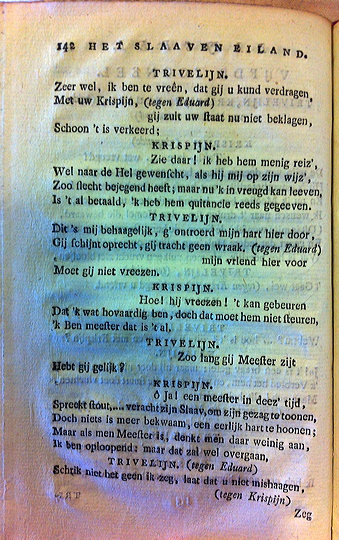 142 HET SLAAVEN EILAND.
TRIVELIJN.
Zeer wel, ik ben te vreên, dat gij u kund verdragen,
Met uw Krispijn, (tegen Eduard)
gij zult uw staat nu niet beklagen,
Schoon 't is verkeerd;
KRISPIJN.
Zie daar! ik heb hem menig reiz',
Wel naar de Hel gewenscht, als hij mij op zijn wijz',
Zoo slecht bejegend heeft; maar nu 'k in vreugd kan leeven,
Is 't al betaald, 'k heb hem quitancie reeds gegeeven.
TRIVELIJN.
Dit 's mij behaaglijk, g' ontroerd mijn hart hier door,
Gij schijnt oprecht, gij tracht geen wraak, (tegen Eduard)
mijn vriend hier voor
Moet gij niet vreezen.
KRISPIJN.
Hoe! hij vreezen! 't kan gebeuren
Dat 'k wat hovaardig ben, doch dat moet hem niet steuren,
'k Ben meester dat is 't al,
TRIVELIJN.
Zoo lang gij Meester zijt
Hebt gij gelijk?
KRISPIJN.
ô Ja! een meester in deez' tijd,
Spreekt stout,... veracht zijn Slaav, om zijn gezag te toonen,
Doch niets is meer bekwaam, een eerlijk hart te hoonen;
Maar als men Meester is, denkt men daar weinig aan,
Ik ben oploopend: maar dat zal wel overgaan,
TRIVELIJN. (tegen Eduard)
Schrik niet het geen ik zeg, laat dat u niet mishaagen,
(tegen Krispijn)
Zeg